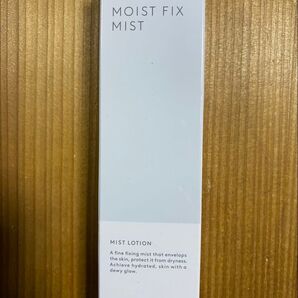 MOIST FIX
MIST
MIST LOTION
A fine fixing mist that envelops
the skin, protect it from dryness.
Achieve hydrated, skin with a
dewy glow.